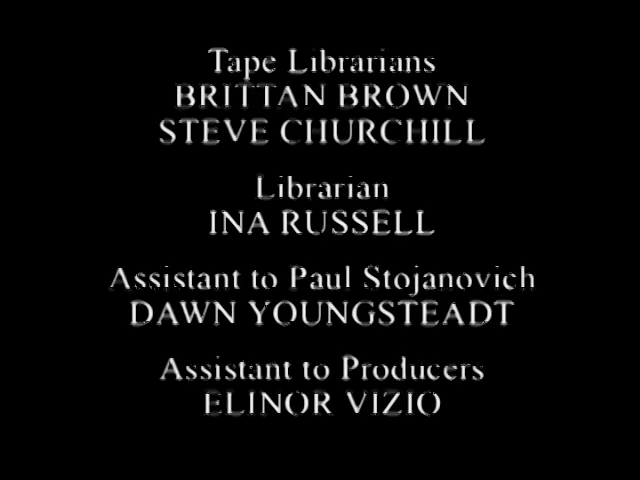 Tape Librarians
BRITTAN BROWN
STEVE CHURCHILL
Librarian
INA RUSSELL
Assistant to Paul Stojanovich
DAWN YOUNGSTEADT
Assistant to Producers
ELINOR VIZIO